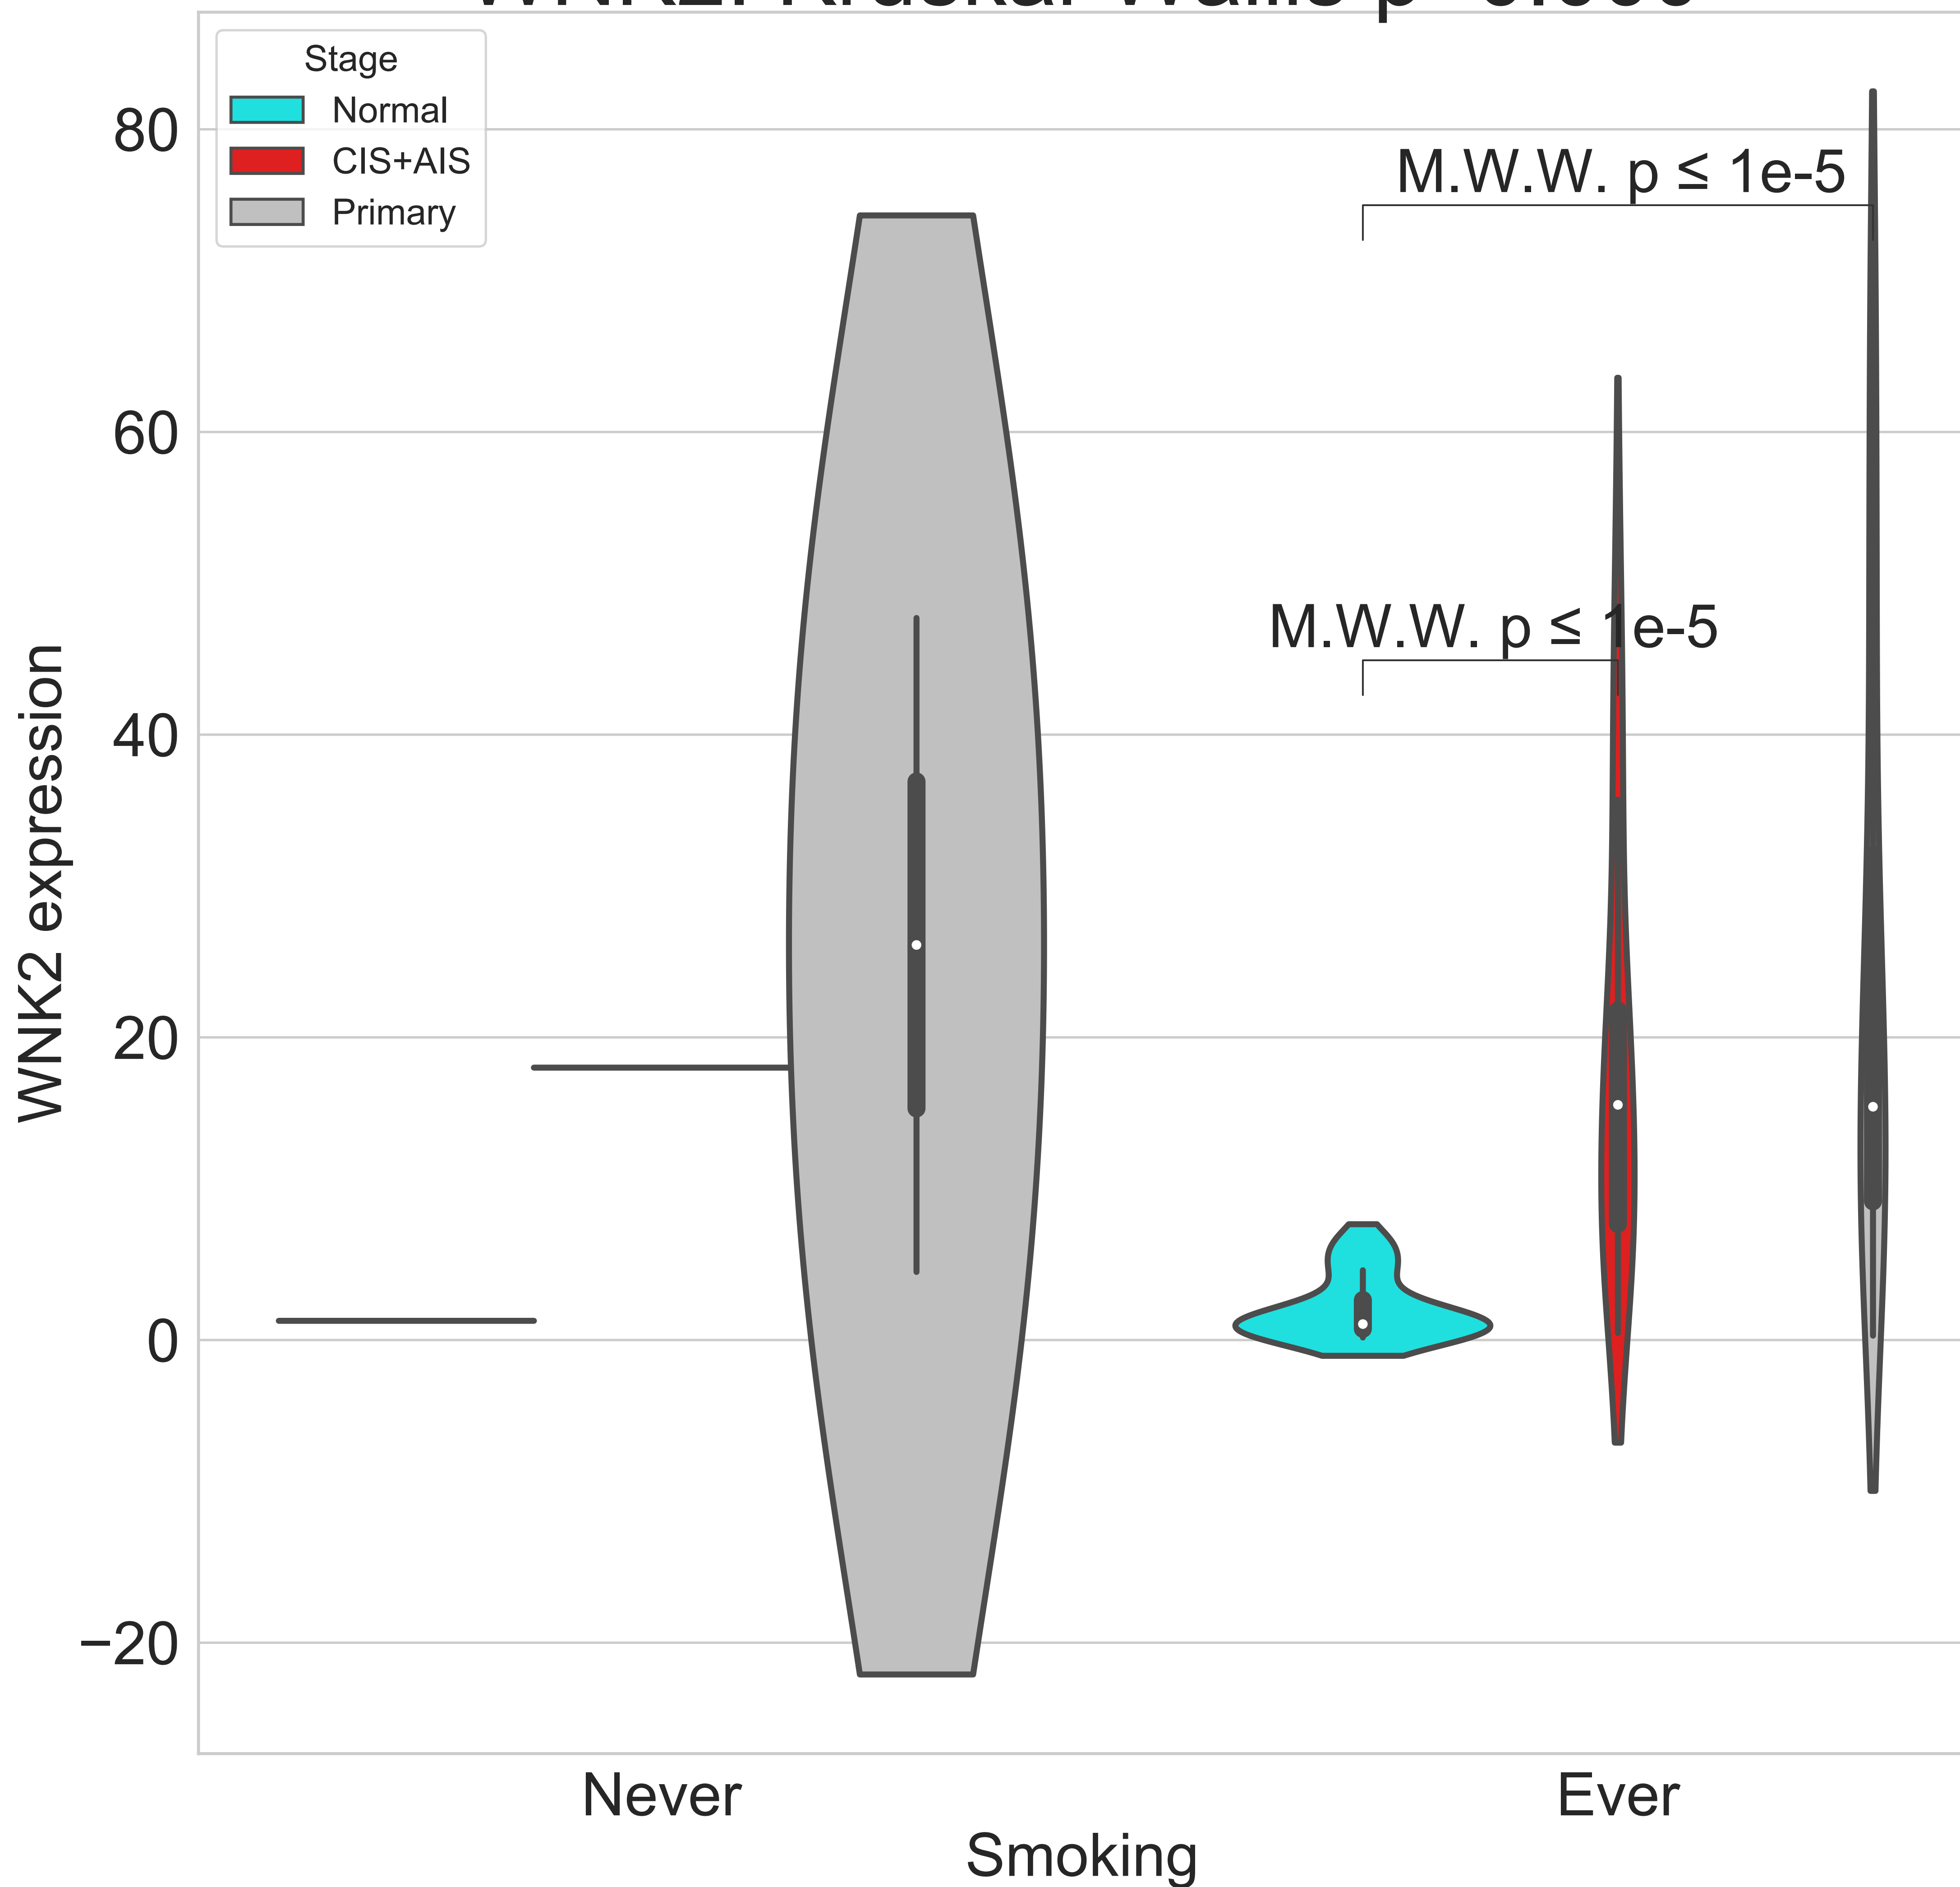 Stage
Normal
CIS+AIS
Primary
M.W.W. p ≤ 1e-5
M.W.W. p ≤ 1e-5
80
60
40
20
0
−20
WNK2 expression
Never
Ever
Smoking